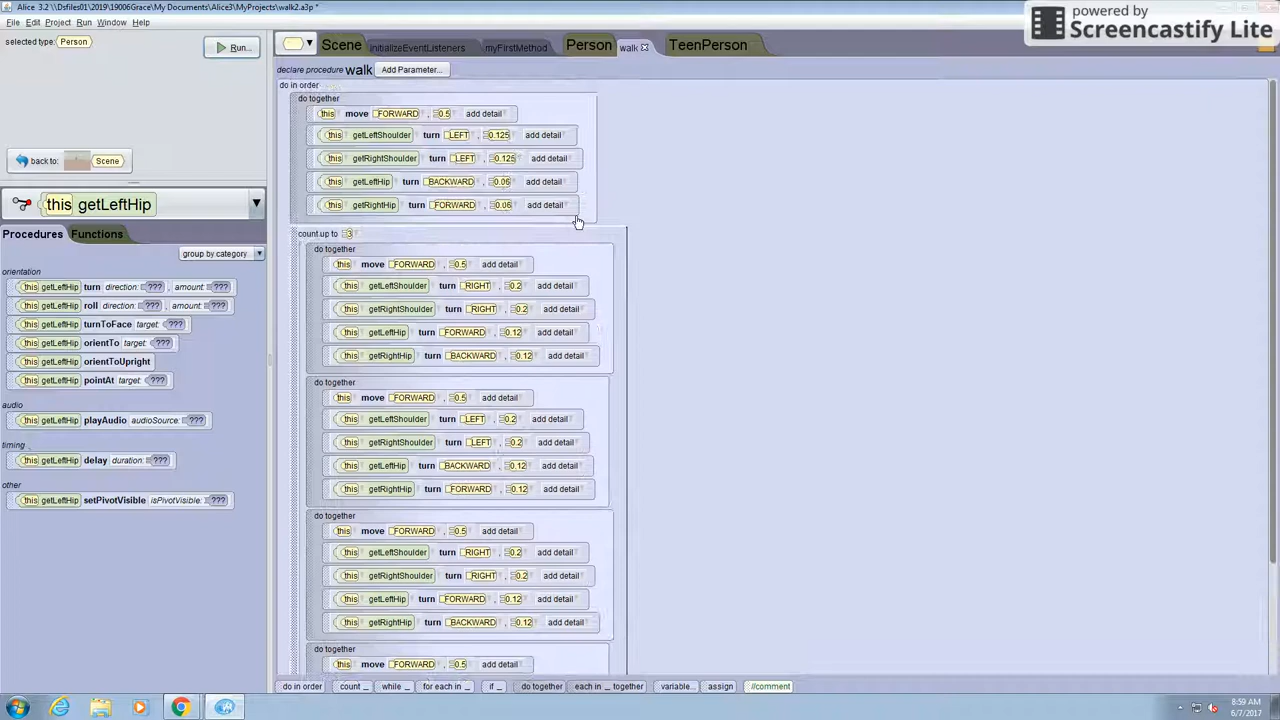 Alice 3.2 \\Dsfiles01\2019\19006Grace\My Documents\Alice3\MyProjects\walk2.a3p *
powered by
Screencastify Lite
File Edit Project Run Window Help
selected type: Person
Run...
Scene initializeEventListeners myFirstMethod Person walk TeenPerson
declare procedure walk Add Parameter...
do in order
do together
this move FORWARD , 0.5 add detail
this getLeftShoulder turn LEFT , 0.125 add detail
this getRightShoulder turn LEFT , 0.125 add detail
this getLeftHip turn BACKWARD , 0.06 add detail
this getRightHip turn FORWARD , 0.06 add detail
count up to 3
do together
this move FORWARD , 0.5 add detail
this getLeftShoulder turn RIGHT , 0.2 add detail
this getRightShoulder turn RIGHT , 0.2 add detail
this getLeftHip turn FORWARD , 0.12 add detail
this getRightHip turn BACKWARD , 0.12 add detail
do together
this move FORWARD , 0.5 add detail
this getLeftShoulder turn LEFT , 0.2 add detail
this getRightShoulder turn LEFT , 0.2 add detail
this getLeftHip turn BACKWARD , 0.12 add detail
this getRightHip turn FORWARD , 0.12 add detail
do together
this move FORWARD , 0.5 add detail
this getLeftShoulder turn RIGHT , 0.2 add detail
this getRightShoulder turn RIGHT , 0.2 add detail
this getLeftHip turn FORWARD , 0.12 add detail
this getRightHip turn BACKWARD , 0.12 add detail
do together
this move FORWARD , 0.5 add detail
back to: Scene
this getLeftHip
Procedures Functions
group by category
orientation
this getLeftHip turn direction: ??? , amount: ???
this getLeftHip roll direction: ??? , amount: ???
this getLeftHip turnToFace target: ???
this getLeftHip orientTo target: ???
this getLeftHip orientToUpright
this getLeftHip pointAt target: ???
audio
this getLeftHip playAudio audioSource: ???
timing
this getLeftHip delay duration: ???
other
this getLeftHip setPivotVisible isPivotVisible: ???
do in order count _ while _ for each in _ if _ do together each in _ together variable... assign //comment
8:59 AM
6/7/2017